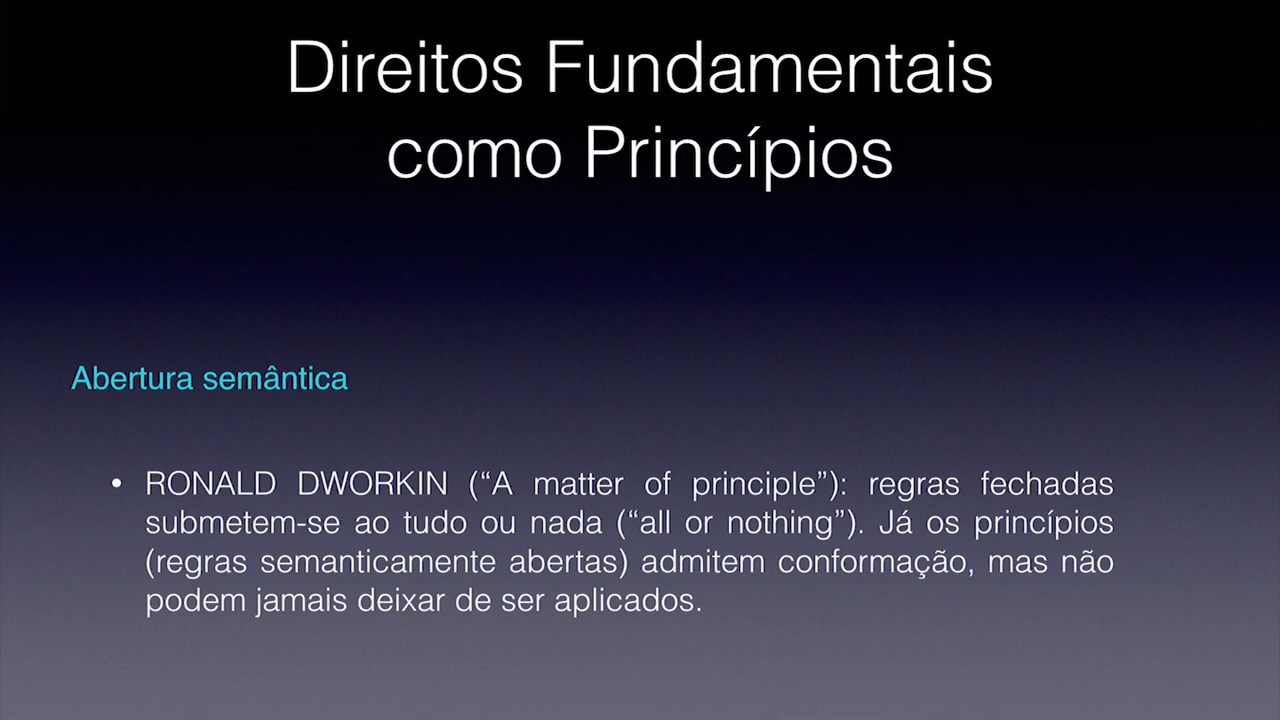 Direitos Fundamentais
como Princípios
Abertura semântica
• RONALD DWORKIN (“A matter of principle”): regras fechadas
submetem-se ao tudo ou nada (“all or nothing”). Já os princípios
(regras semanticamente abertas) admitem conformação, mas não
podem jamais deixar de ser aplicados.